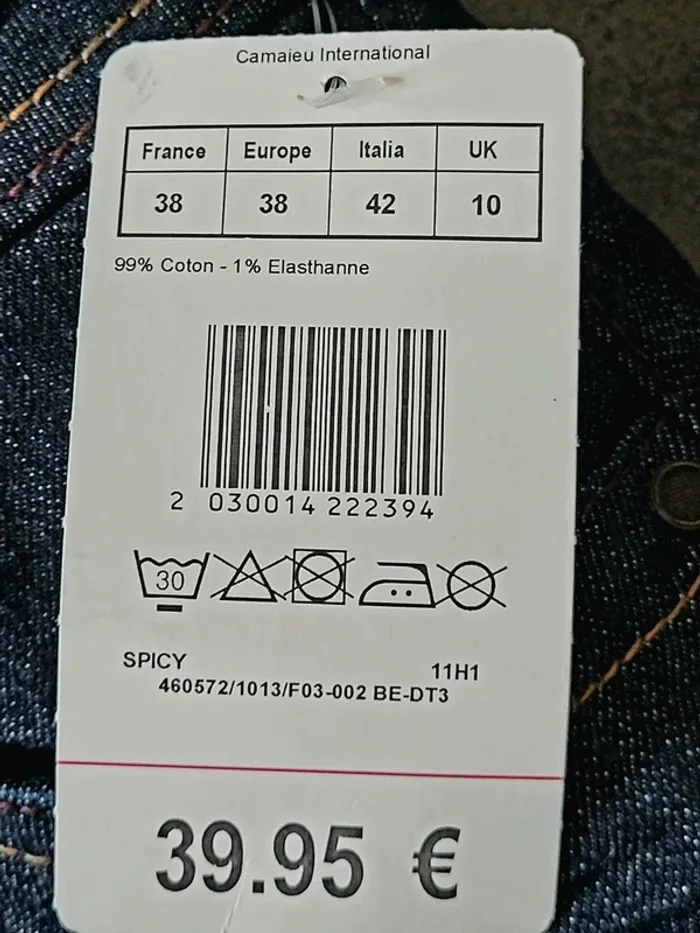 Camaieu International
France Europe Italia UK
38 38 42 10
99% Coton - 1% Elasthanne
2 030014 222394
30
SPICY 11H1
460572/1013/F03-002 BE-DT3
39.95 €